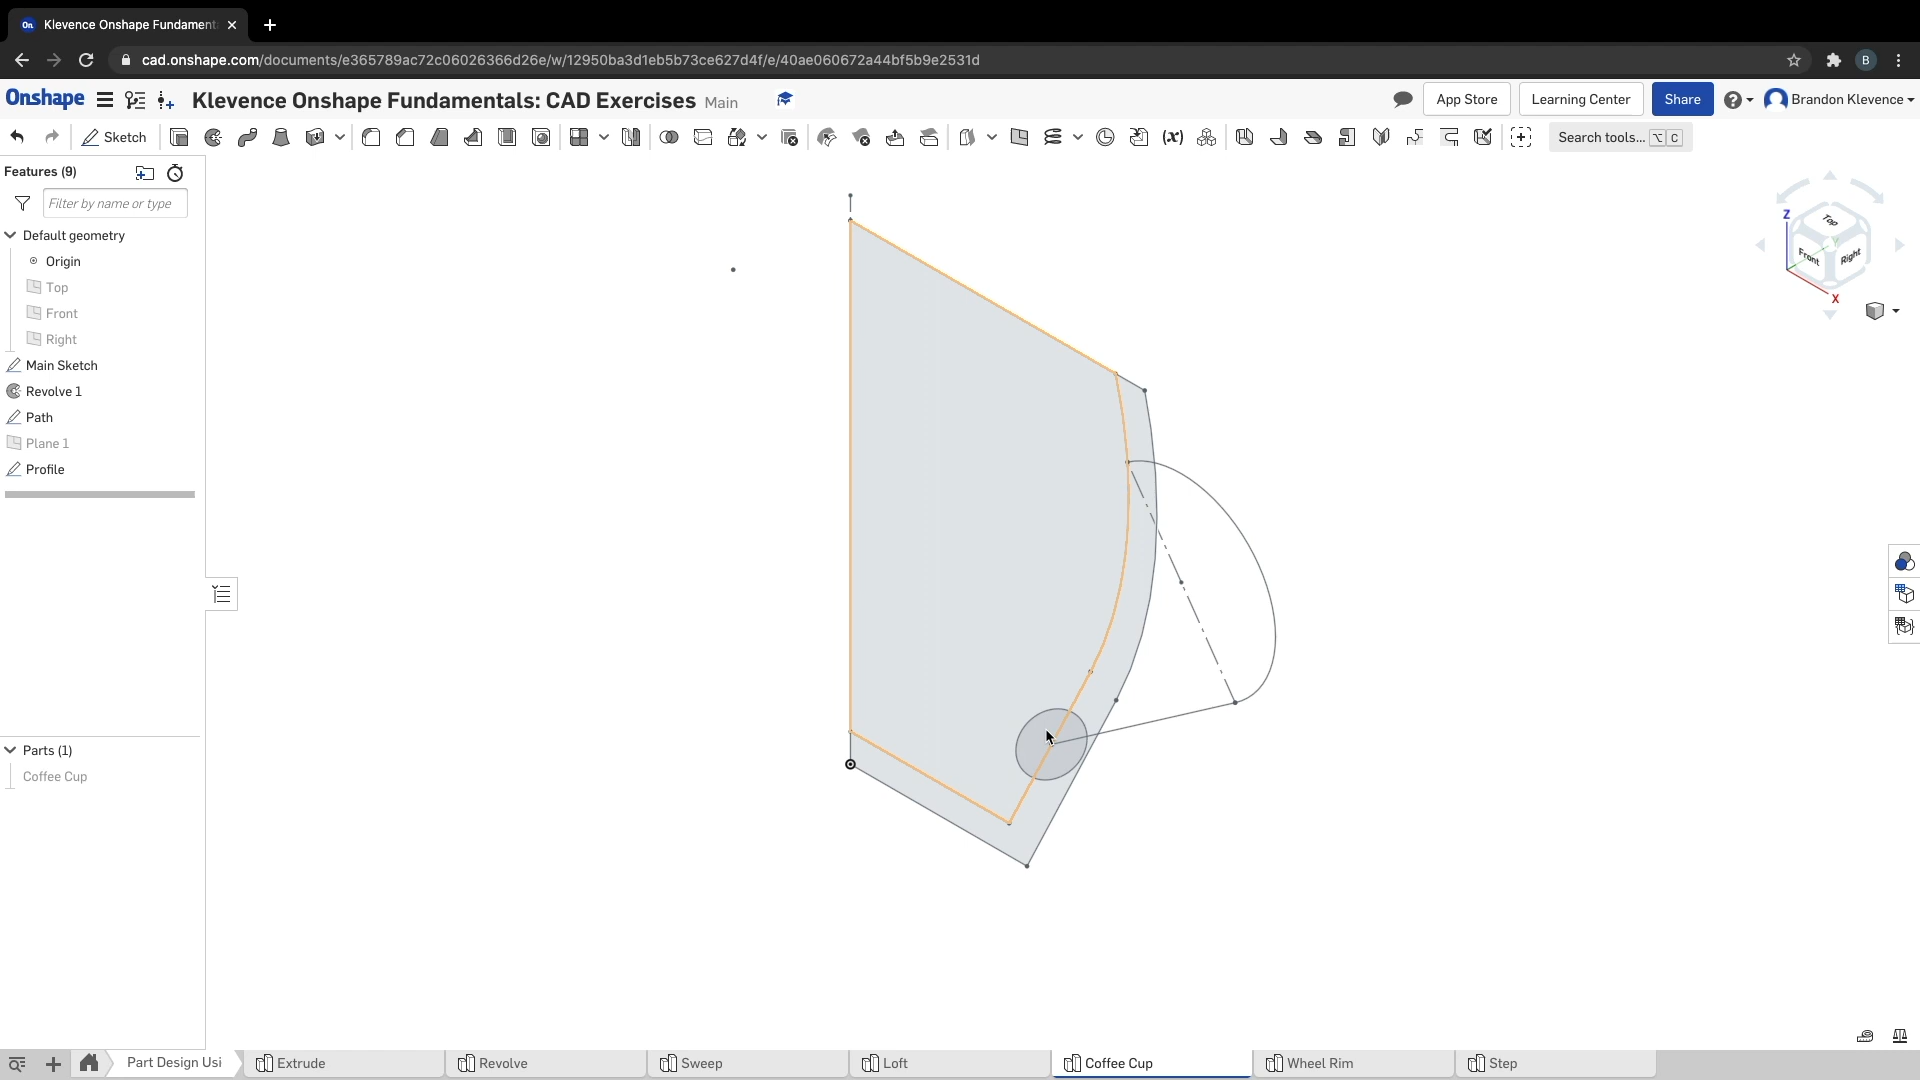 On Klevence Onshape Fundament
cad.onshape.com/documents/e365789ac72c06026366d26e/w/12950ba3d1eb5b73ce627d4f/e/40ae060672a44bf5b9e2531d
B
Onshape Klevence Onshape Fundamentals: CAD Exercises Main
App Store Learning Center Share Brandon Klevence
Sketch
(x)
Search tools... ⌥ C
Features (9)
Filter by name or type
Default geometry
Origin
Top
Front
Right
Main Sketch
Revolve 1
Path
Plane 1
Profile
Z
Top
Y
Front Right
X
Parts (1)
Coffee Cup
Part Design Usi Extrude Revolve Sweep Loft Coffee Cup Wheel Rim Step